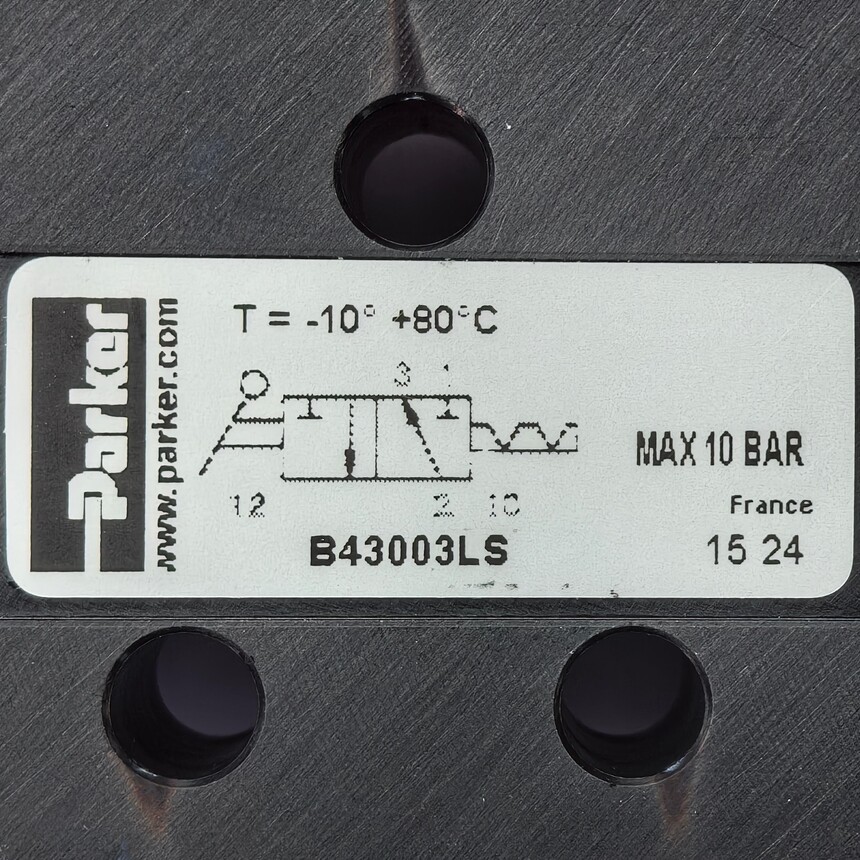 Parker
www.parker.com
T = -10° +80°C
3 1
12 2 10
MAX 10 BAR
France
B43003LS
15 24